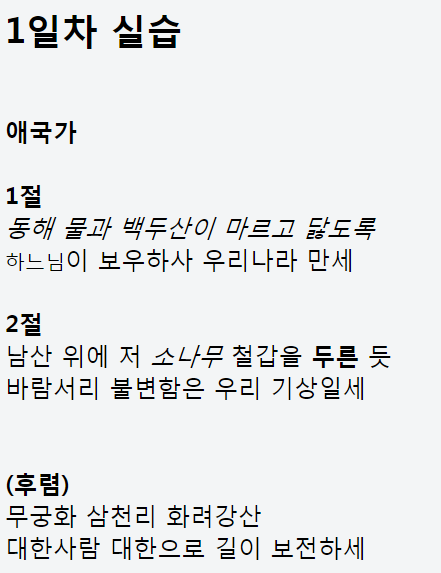 1일차 실습
애국가
1절
동해 물과 백두산이 마르고 닳도록
하느님이 보우하사 우리나라 만세
2절
남산 위에 저 소나무 철갑을 두른 듯
바람서리 불변함은 우리 기상일세
(후렴)
무궁화 삼천리 화려강산
대한사람 대한으로 길이 보전하세